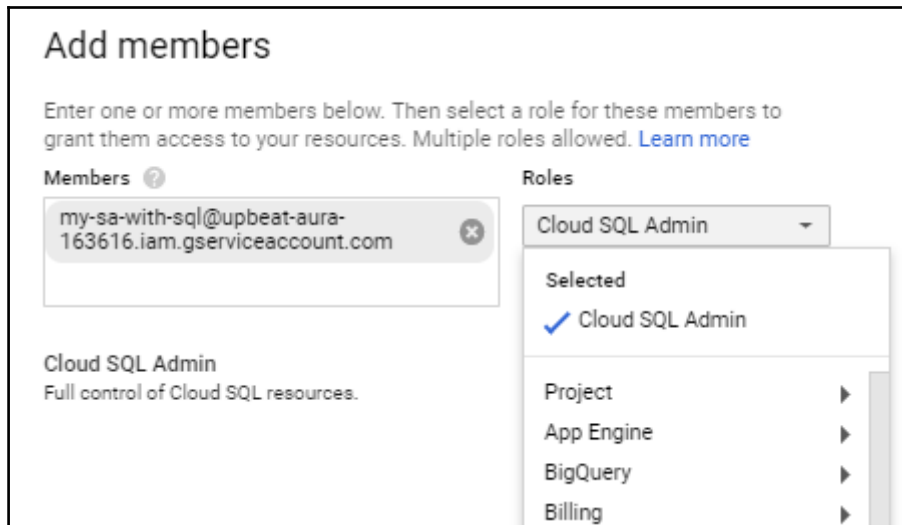 Add members
Enter one or more members below. Then select a role for these members to
grant them access to your resources. Multiple roles allowed. Learn more
Members ?
my-sa-with-sql@upbeat-aura-
163616.iam.gserviceaccount.com
Cloud SQL Admin
Full control of Cloud SQL resources.
Roles
Cloud SQL Admin
Selected
Cloud SQL Admin
Project
App Engine
BigQuery
Billing